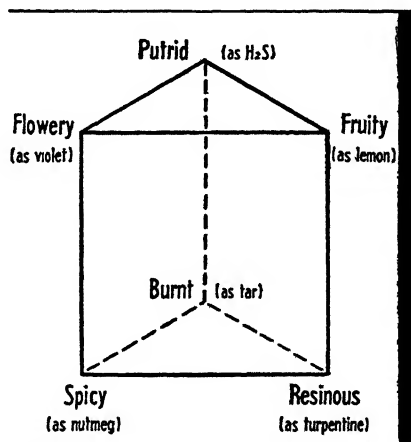 Putrid (as H₂S)
Flowery
(as violet)
Fruity
(as lemon)
Burnt (as tar)
Spicy
(as nutmeg)
Resinous
(as turpentine)